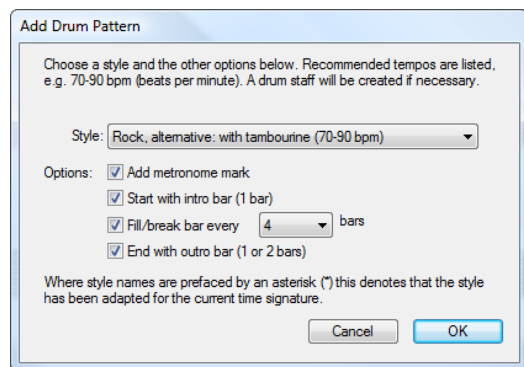 Add Drum Pattern
Choose a style and the other options below. Recommended tempos are listed,
e.g. 70-90 bpm (beats per minute). A drum staff will be created if necessary.
Style: Rock, alternative: with tambourine (70-90 bpm)
Options: Add metronome mark
Start with intro bar (1 bar)
Fill/break bar every 4 bars
End with outro bar (1 or 2 bars)
Where style names are prefaced by an asterisk (*) this denotes that the style
has been adapted for the current time signature.
Cancel OK